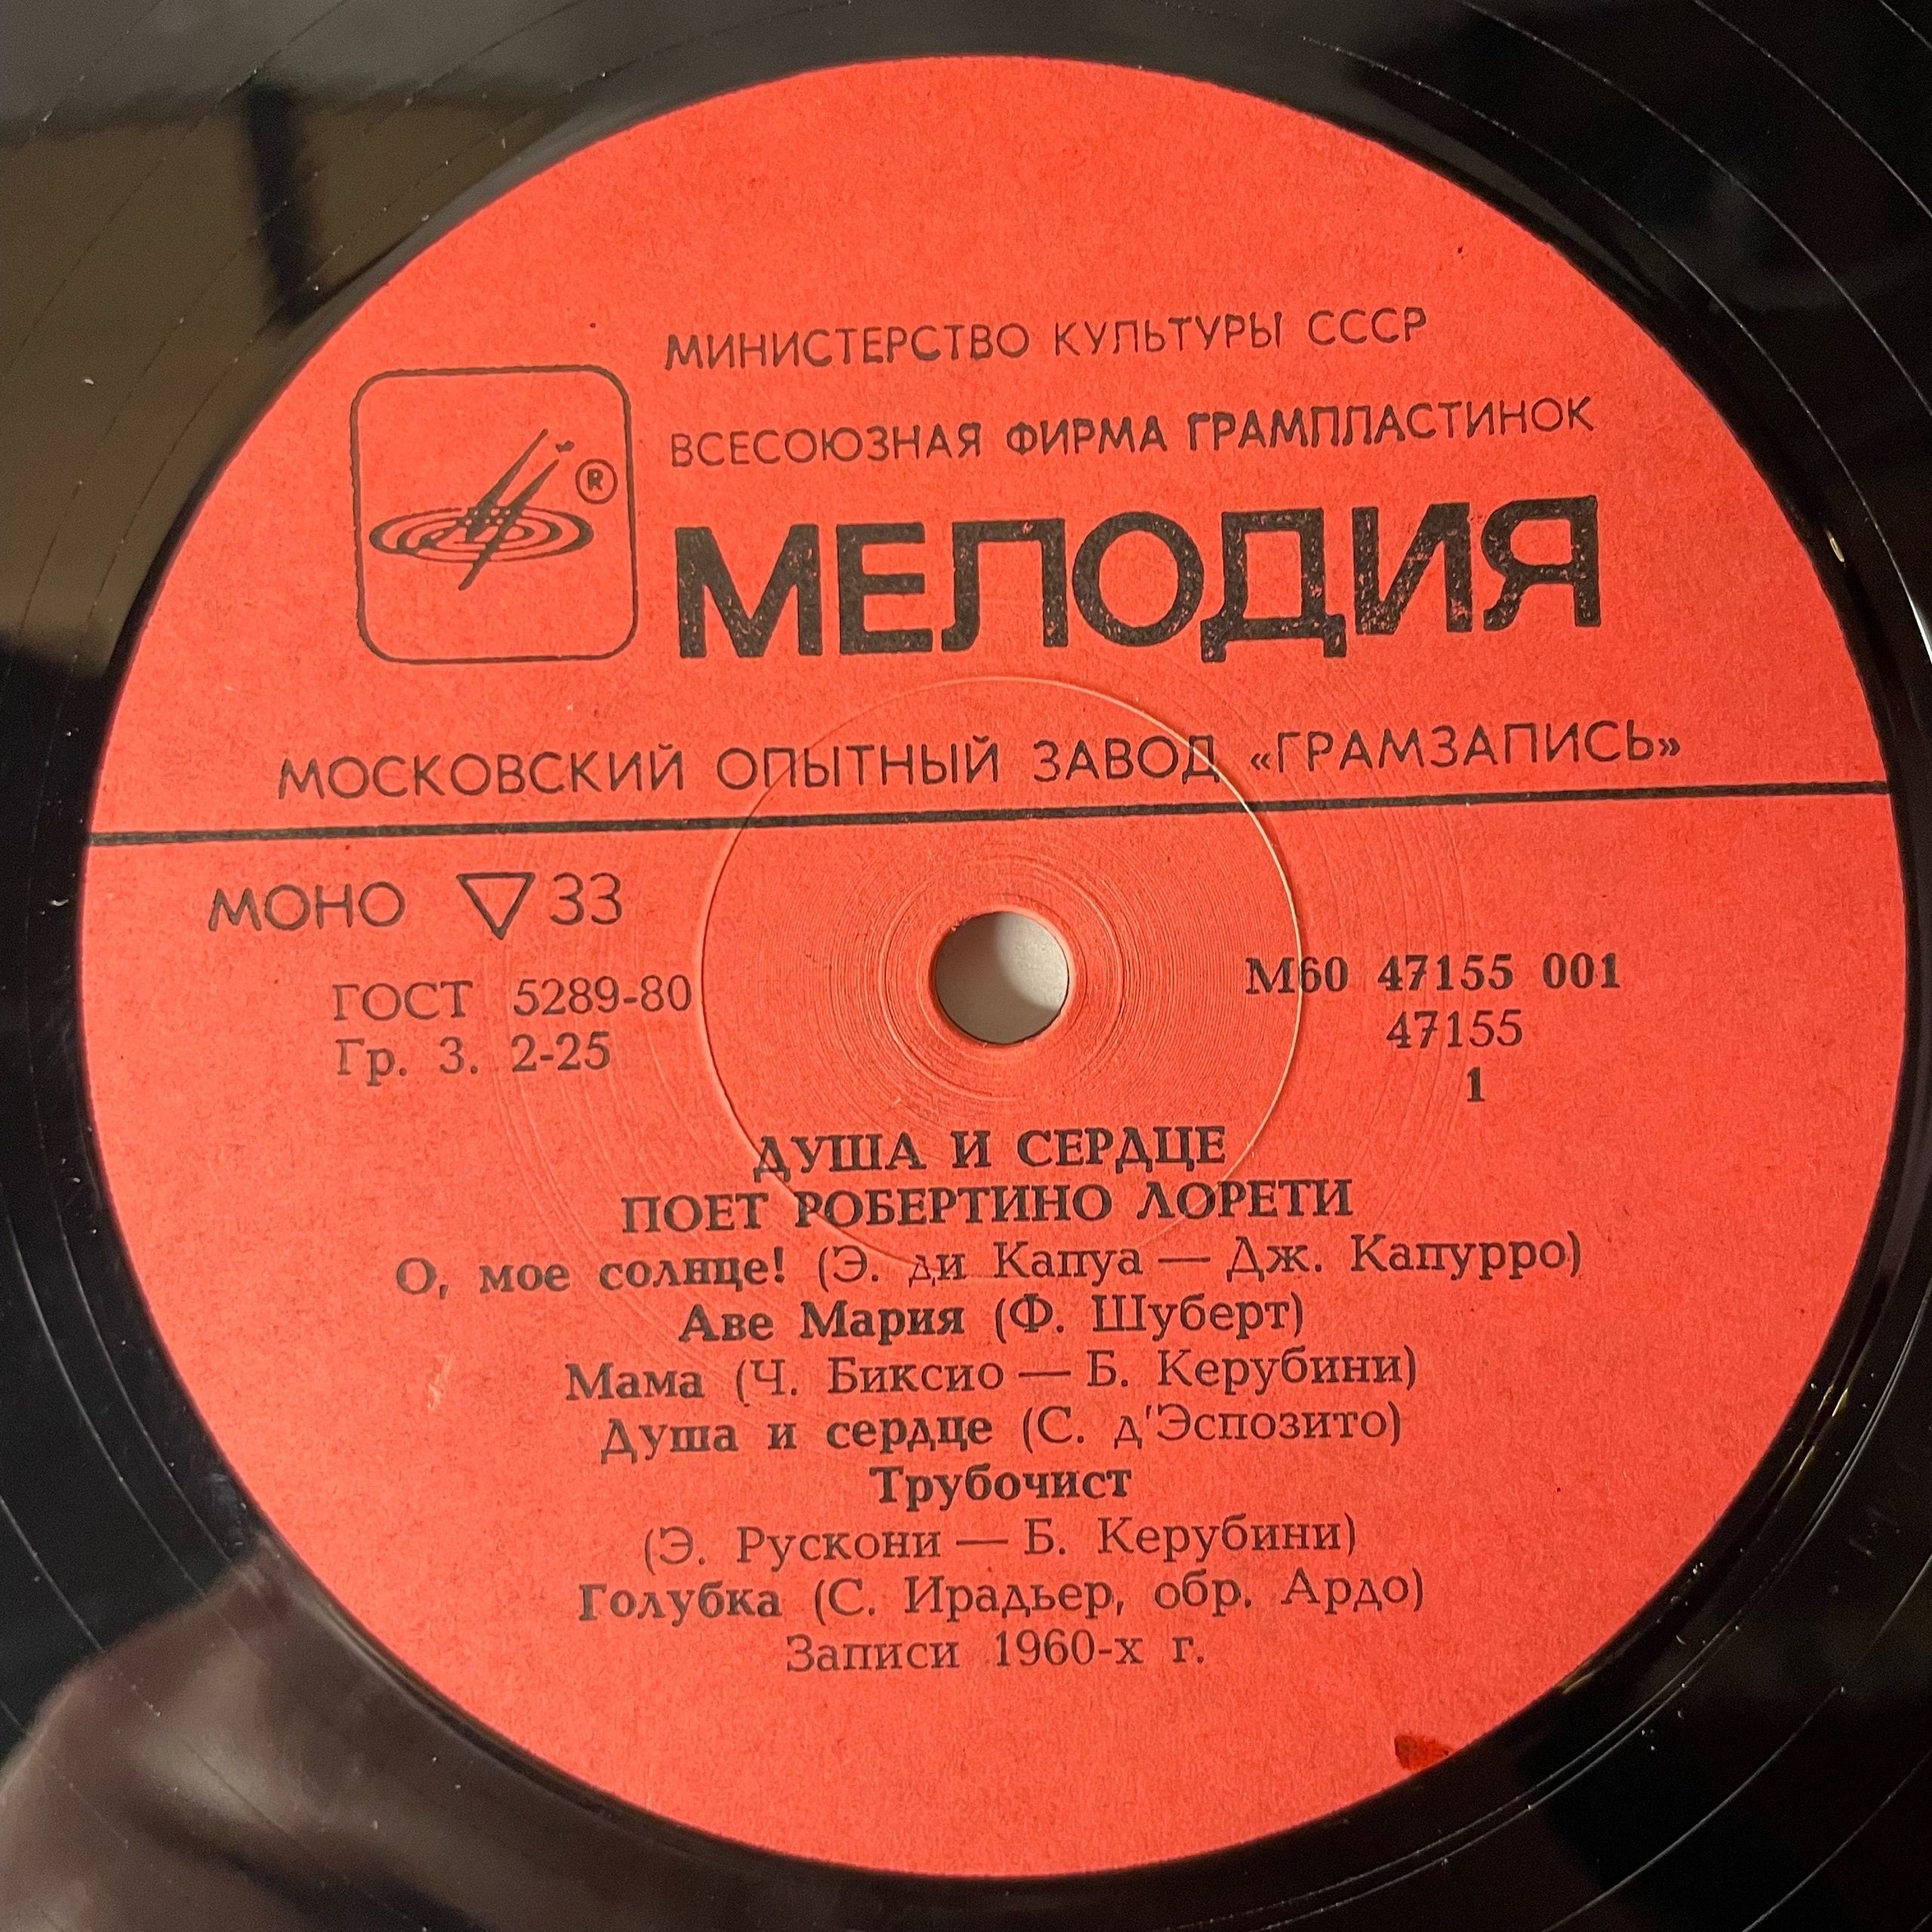 МИНИСТЕРСТВО КУЛЬТУРЫ СССР
ВСЕСОЮЗНАЯ ФИРМА ГРАМПЛАСТИНОК
®
МЕЛОДИЯ
МОСКОВСКИЙ ОПЫТНЫЙ ЗАВОД «ГРАМЗАПИСЬ»
МОНО ▽ 33
ГОСТ 5289-80
Гр. 3. 2-25
М60 47155 001
47155
1
ДУША И СЕРДЦЕ
ПОЕТ РОБЕРТИНО ЛОРЕТИ
О, мое солнце! (Э. ди Капуа — Дж. Капурро)
Аве Мария (Ф. Шуберт)
Мама (Ч. Биксио — Б. Керубини)
Душа и сердце (С. д'Эспозито)
Трубочист
(Э. Рускони — Б. Керубини)
Голубка (С. Ирадьер, обр. Ардо)
Записи 1960-х г.